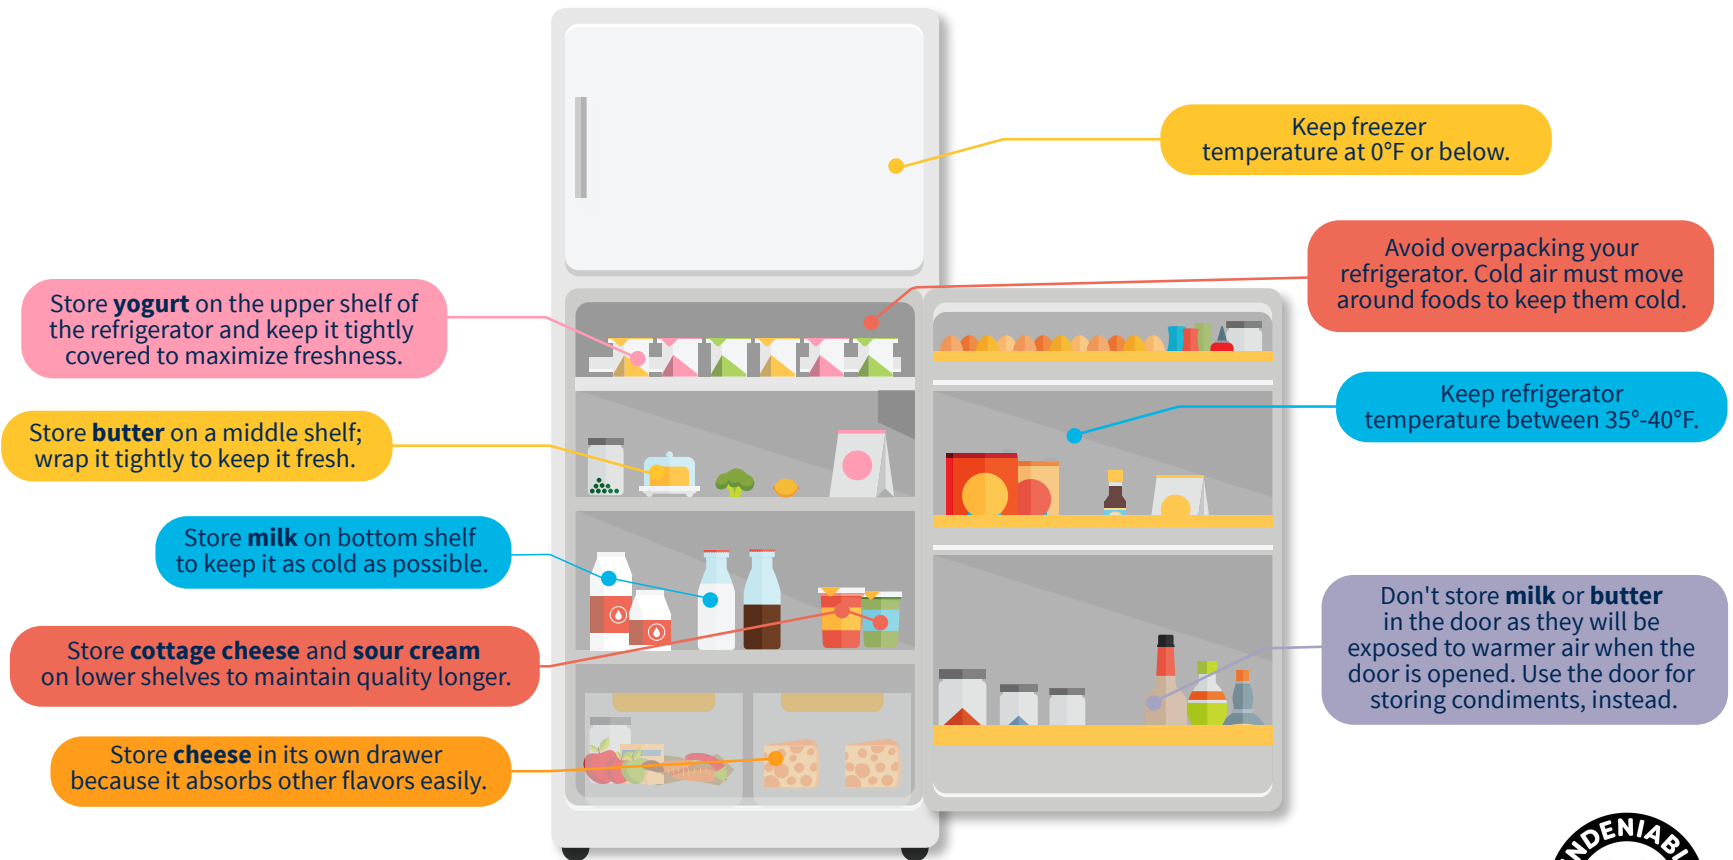 Keep freezer
temperature at 0°F or below.
Avoid overpacking your
refrigerator. Cold air must move
around foods to keep them cold.
Store yogurt on the upper shelf of
the refrigerator and keep it tightly
covered to maximize freshness.
Keep refrigerator
temperature between 35°-40°F.
Store butter on a middle shelf;
wrap it tightly to keep it fresh.
Store milk on bottom shelf
to keep it as cold as possible.
Don't store milk or butter
in the door as they will be
exposed to warmer air when the
door is opened. Use the door for
storing condiments, instead.
Store cottage cheese and sour cream
on lower shelves to maintain quality longer.
Store cheese in its own drawer
because it absorbs other flavors easily.